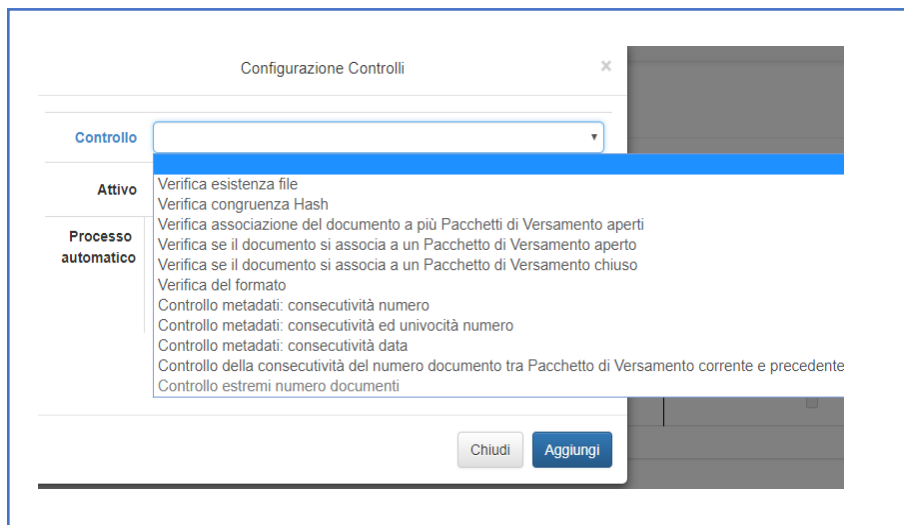 Configurazione Controlli
×
Controllo
Attivo
Verifica esistenza file
Verifica congruenza Hash
Verifica associazione del documento a più Pacchetti di Versamento aperti
Processo automatico
Verifica se il documento si associa a un Pacchetto di Versamento aperto
Verifica se il documento si associa a un Pacchetto di Versamento chiuso
Verifica del formato
Controllo metadati: consecutività numero
Controllo metadati: consecutività ed univocità numero
Controllo metadati: consecutività data
Controllo della consecutività del numero documento tra Pacchetto di Versamento corrente e precedente
Controllo estremi numero documenti
Chiudi
Aggiungi